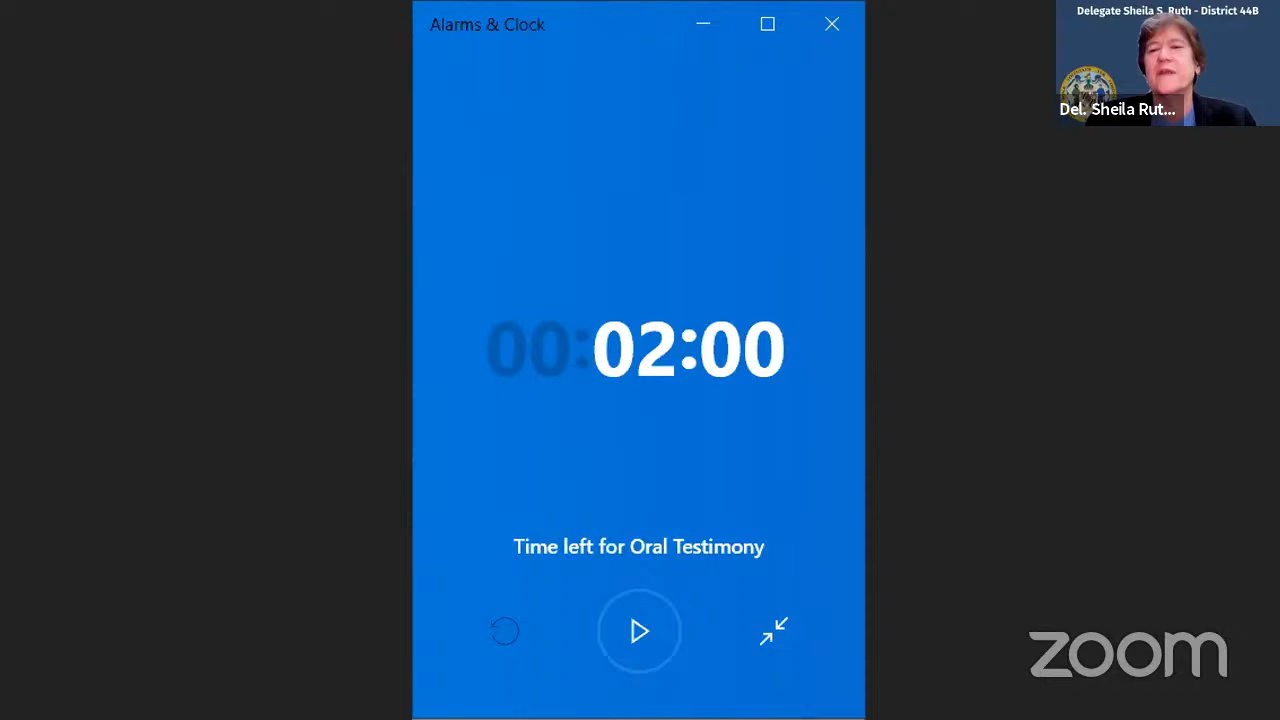 Alarms & Clock
Delegate Sheila S. Ruth - District 44B
Del. Sheila Rut...
00:02:00
Time left for Oral Testimony
zoom